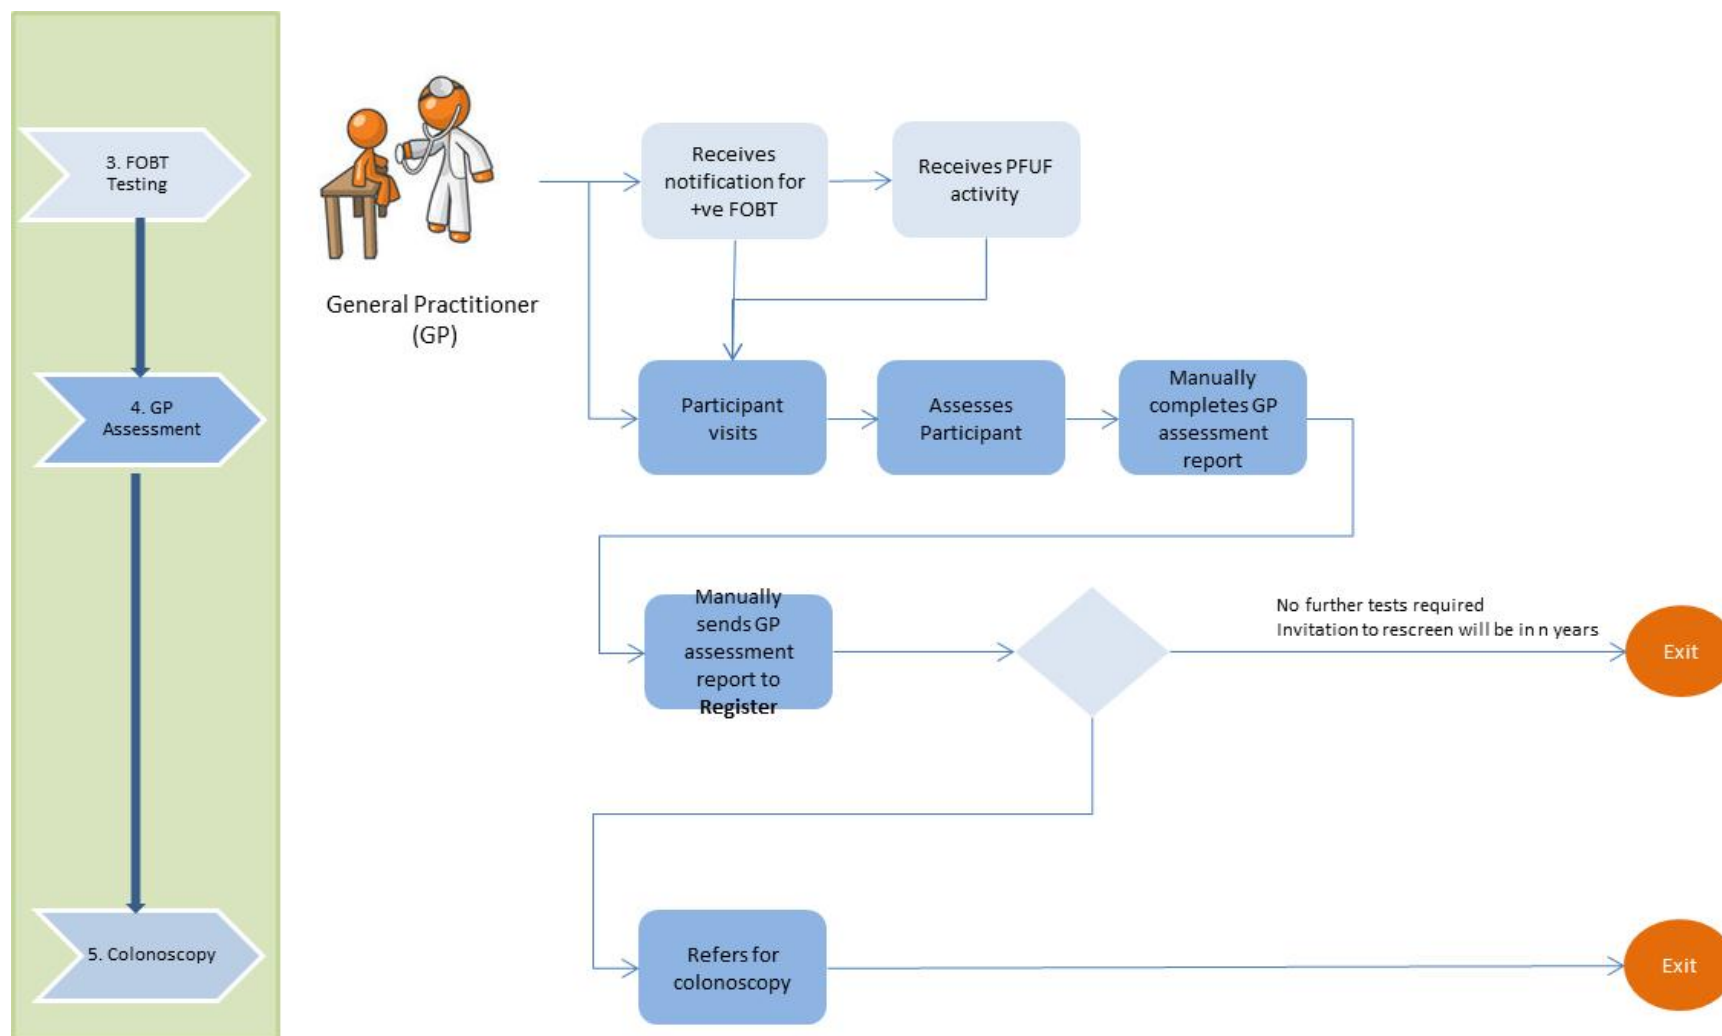 3. FOBT
Testing
Receives
notification for
+ve FOBT
Receives PFUF
activity
General Practitioner
(GP)
4. GP
Assessment
Participant
visits
Assesses
Participant
Manually
completes GP
assessment
report
Manually
sends GP
assessment
report to
Register
No further tests required
Invitation to rescreen will be in n years
Exit
5. Colonoscopy
Refers for
colonoscopy
Exit